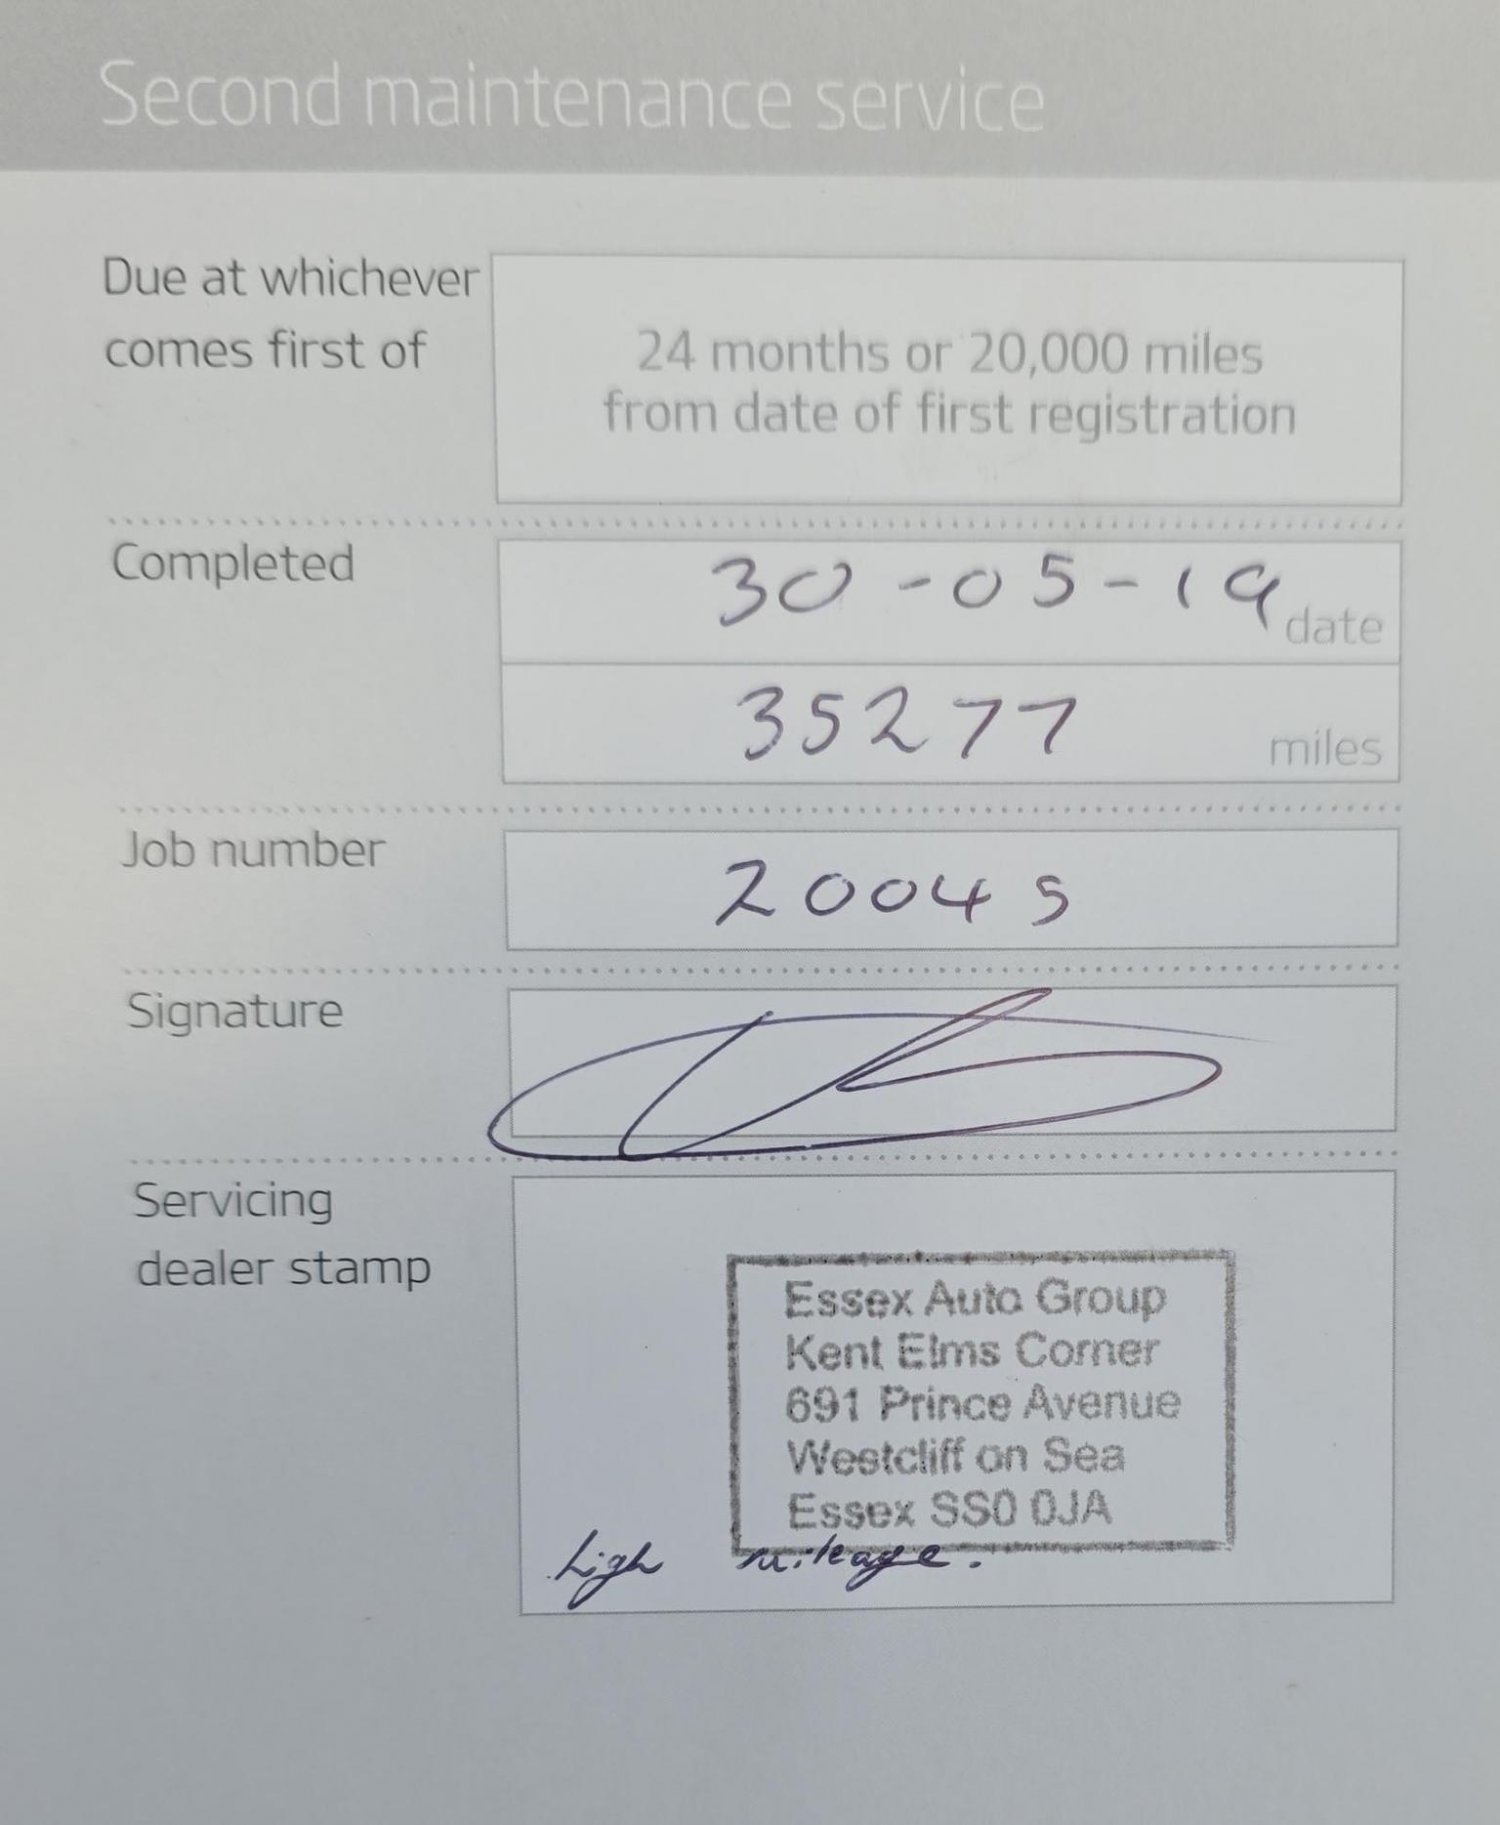 Second maintenance service
Due at whichever
comes first of
24 months or 20,000 miles
from date of first registration
Completed
30-05-19 date
35277 miles
Job number
20045
Signature
Servicing
dealer stamp
Essex Auto Group
Kent Elms Corner
691 Prince Avenue
Westcliff on Sea
Essex SS0 0JA
high mileage.